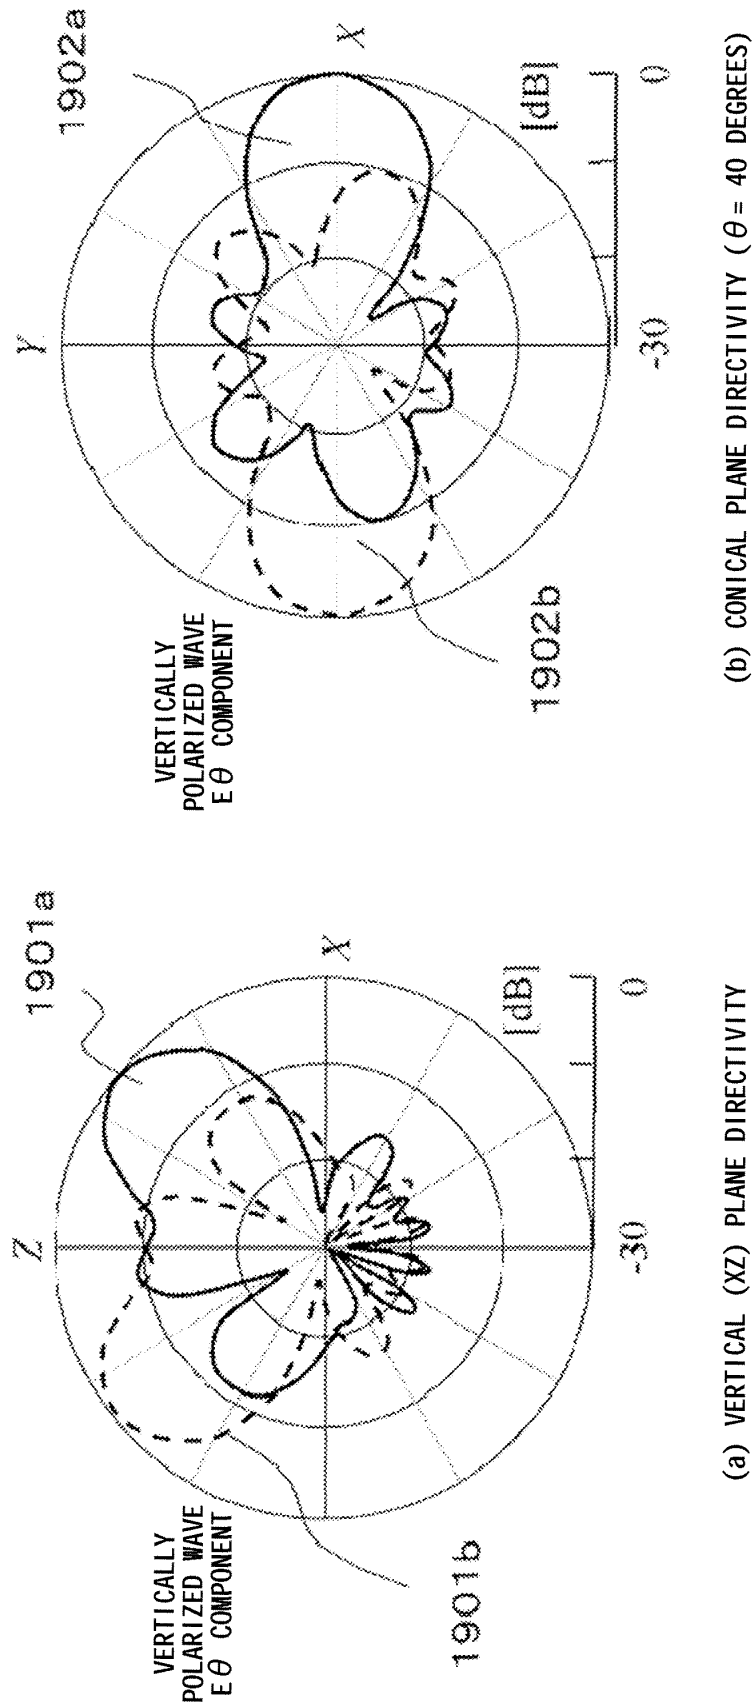 VERTICALLY
POLARIZED WAVE
Eθ COMPONENT
Z
1901a
X
1901b
[dB]
-30
0
(a) VERTICAL (XZ) PLANE DIRECTIVITY
VERTICALLY
POLARIZED WAVE
Eθ COMPONENT
Y
1902a
X
1902b
[dB]
-30
0
(b) CONICAL PLANE DIRECTIVITY (θ= 40 DEGREES)